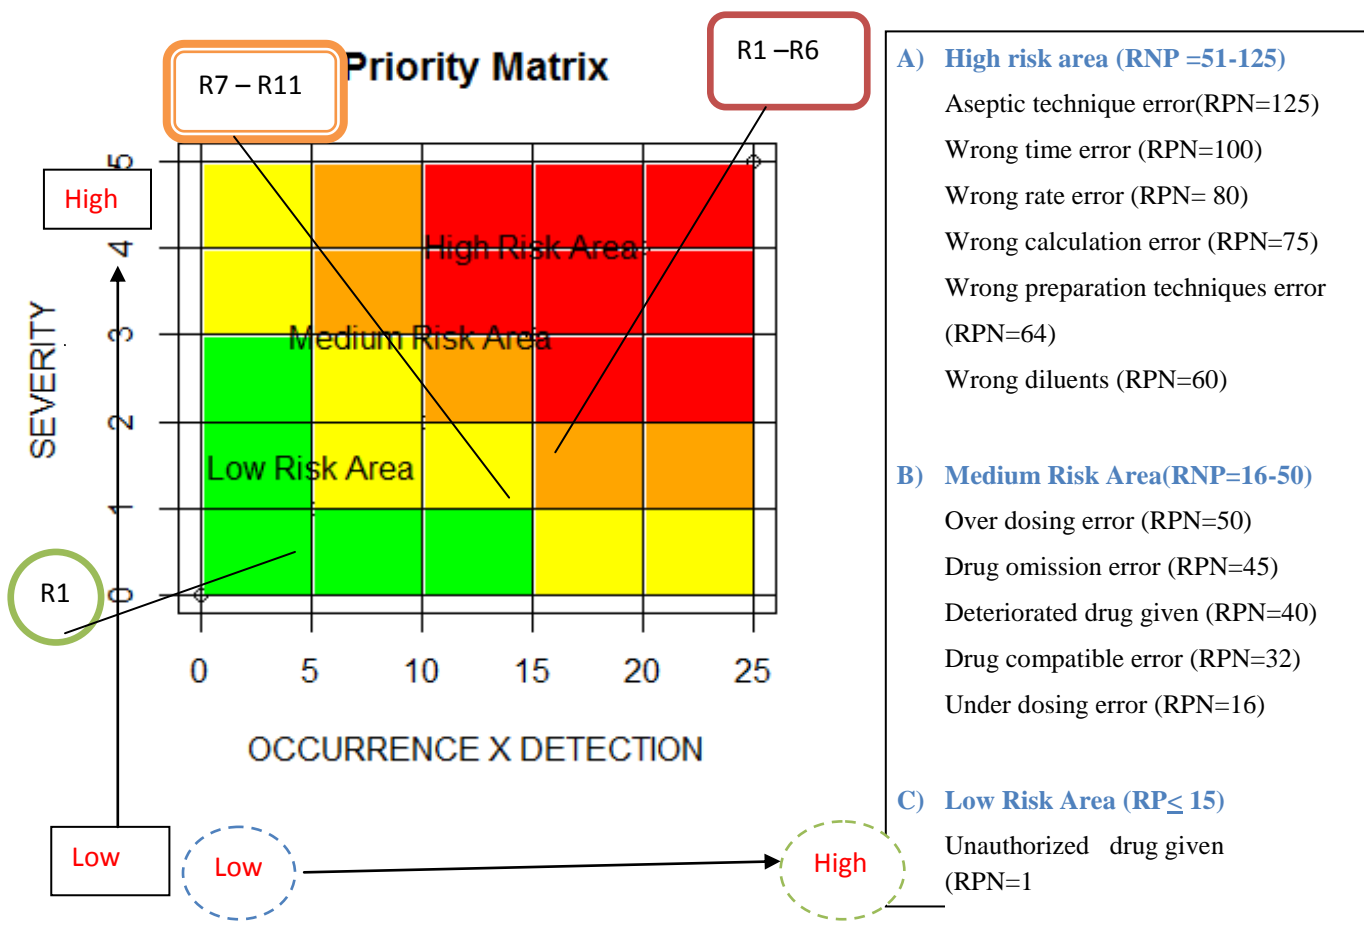 Priority Matrix
R7 – R11
R1 –R6
R1
High
Low
Low
High
SEVERITY
5
4
3
2
1
0
High Risk Area
Medium Risk Area
Low Risk Area
0 5 10 15 20 25
OCCURRENCE X DETECTION
A) High risk area (RNP =51-125)
Aseptic technique error(RPN=125)
Wrong time error (RPN=100)
Wrong rate error (RPN= 80)
Wrong calculation error (RPN=75)
Wrong preparation techniques error
(RPN=64)
Wrong diluents (RPN=60)
B) Medium Risk Area(RNP=16-50)
Over dosing error (RPN=50)
Drug omission error (RPN=45)
Deteriorated drug given (RPN=40)
Drug compatible error (RPN=32)
Under dosing error (RPN=16)
C) Low Risk Area (RP≤ 15)
Unauthorized drug given
(RPN=1